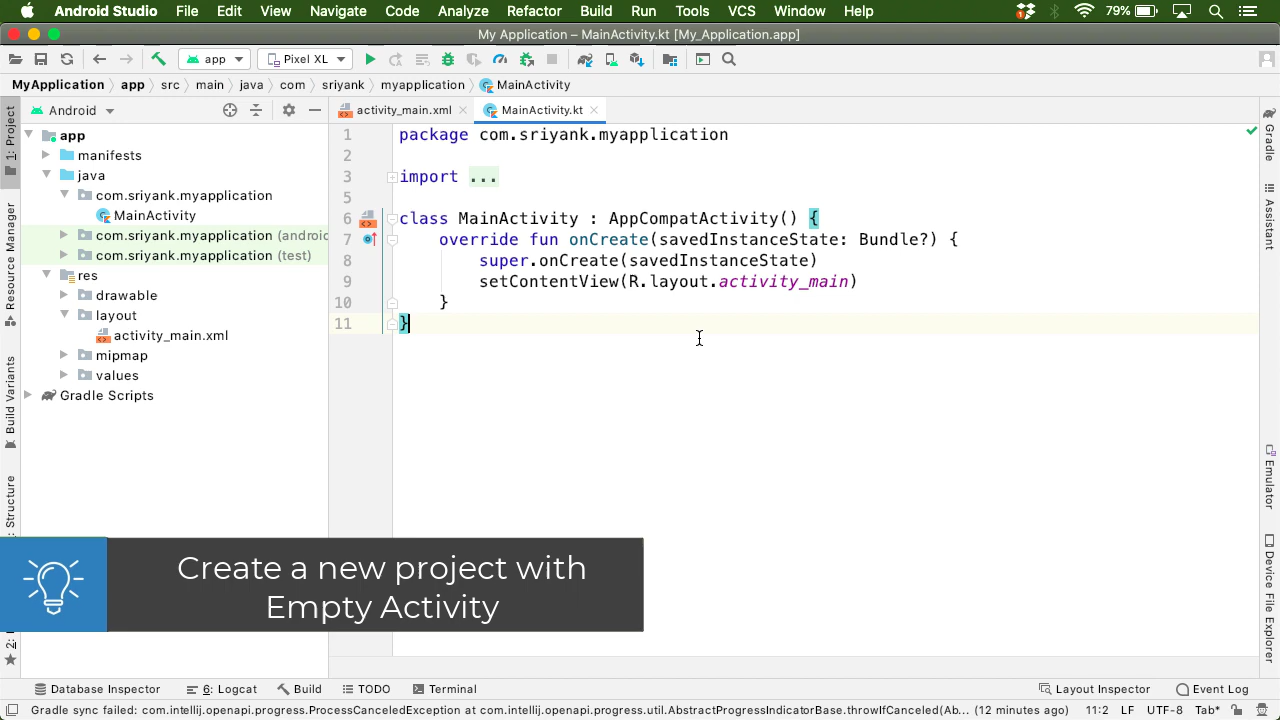 Android Studio File Edit View Navigate Code Analyze Refactor Build Run Tools VCS Window Help 79%
My Application – MainActivity.kt [My_Application.app]
app Pixel XL
MyApplication app src main java com sriyank myapplication MainActivity
Android
activity_main.xml
MainActivity.kt
1: Project
Resource Manager
Build Variants
Structure
2:
app
manifests
java
com.sriyank.myapplication
MainActivity
com.sriyank.myapplication (android
com.sriyank.myapplication (test)
res
drawable
layout
activity_main.xml
mipmap
values
Gradle Scripts
1 package com.sriyank.myapplication
2
3 import ...
5
6 class MainActivity : AppCompatActivity() {
7 override fun onCreate(savedInstanceState: Bundle?) {
8 super.onCreate(savedInstanceState)
9 setContentView(R.layout.activity_main)
10 }
11 }
Gradle
Assistant
Emulator
Device File Explorer
Create a new project with
Empty Activity
Database Inspector 6: Logcat Build TODO Terminal Layout Inspector Event Log
Gradle sync failed: com.intellij.openapi.progress.ProcessCanceledException at com.intellij.openapi.progress.util.AbstractProgressIndicatorBase.throwIfCanceled(Ab... (12 minutes ago) 11:2 LF UTF-8 Tab*